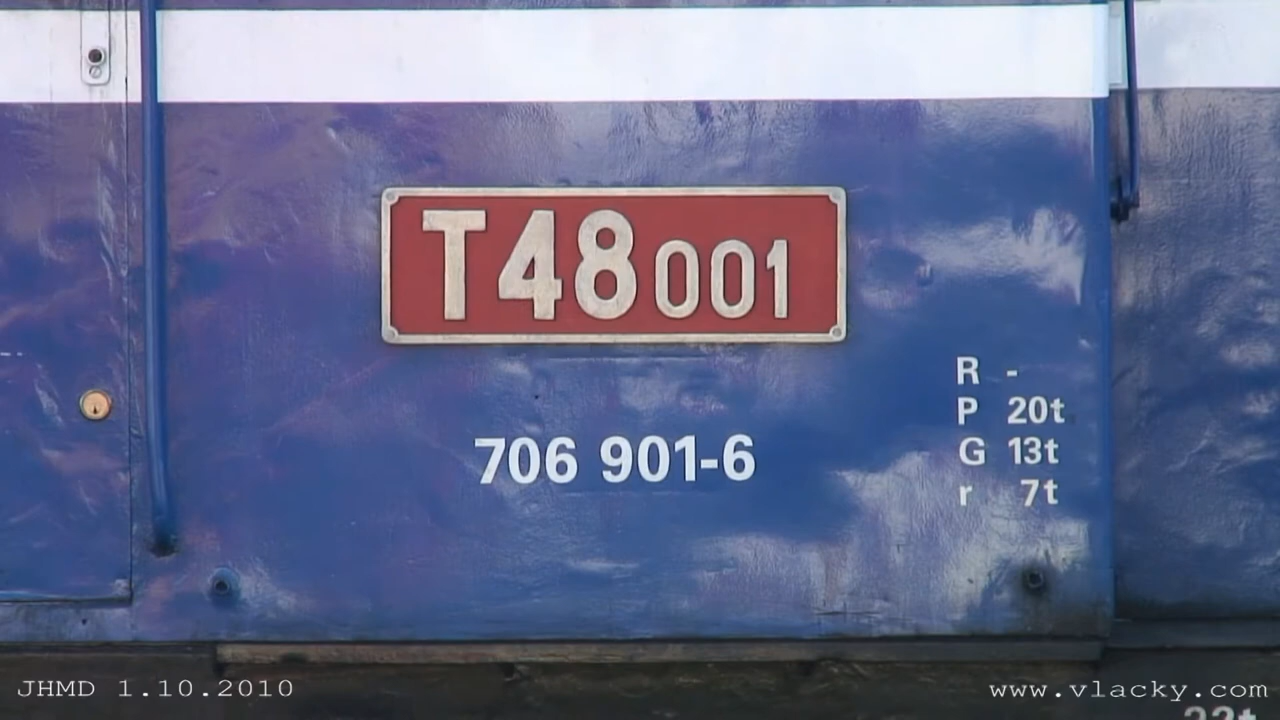 T48001
706 901-6
R -
P 20t
G 13t
r 7t
JHMD 1.10.2010
www.vlacky.com